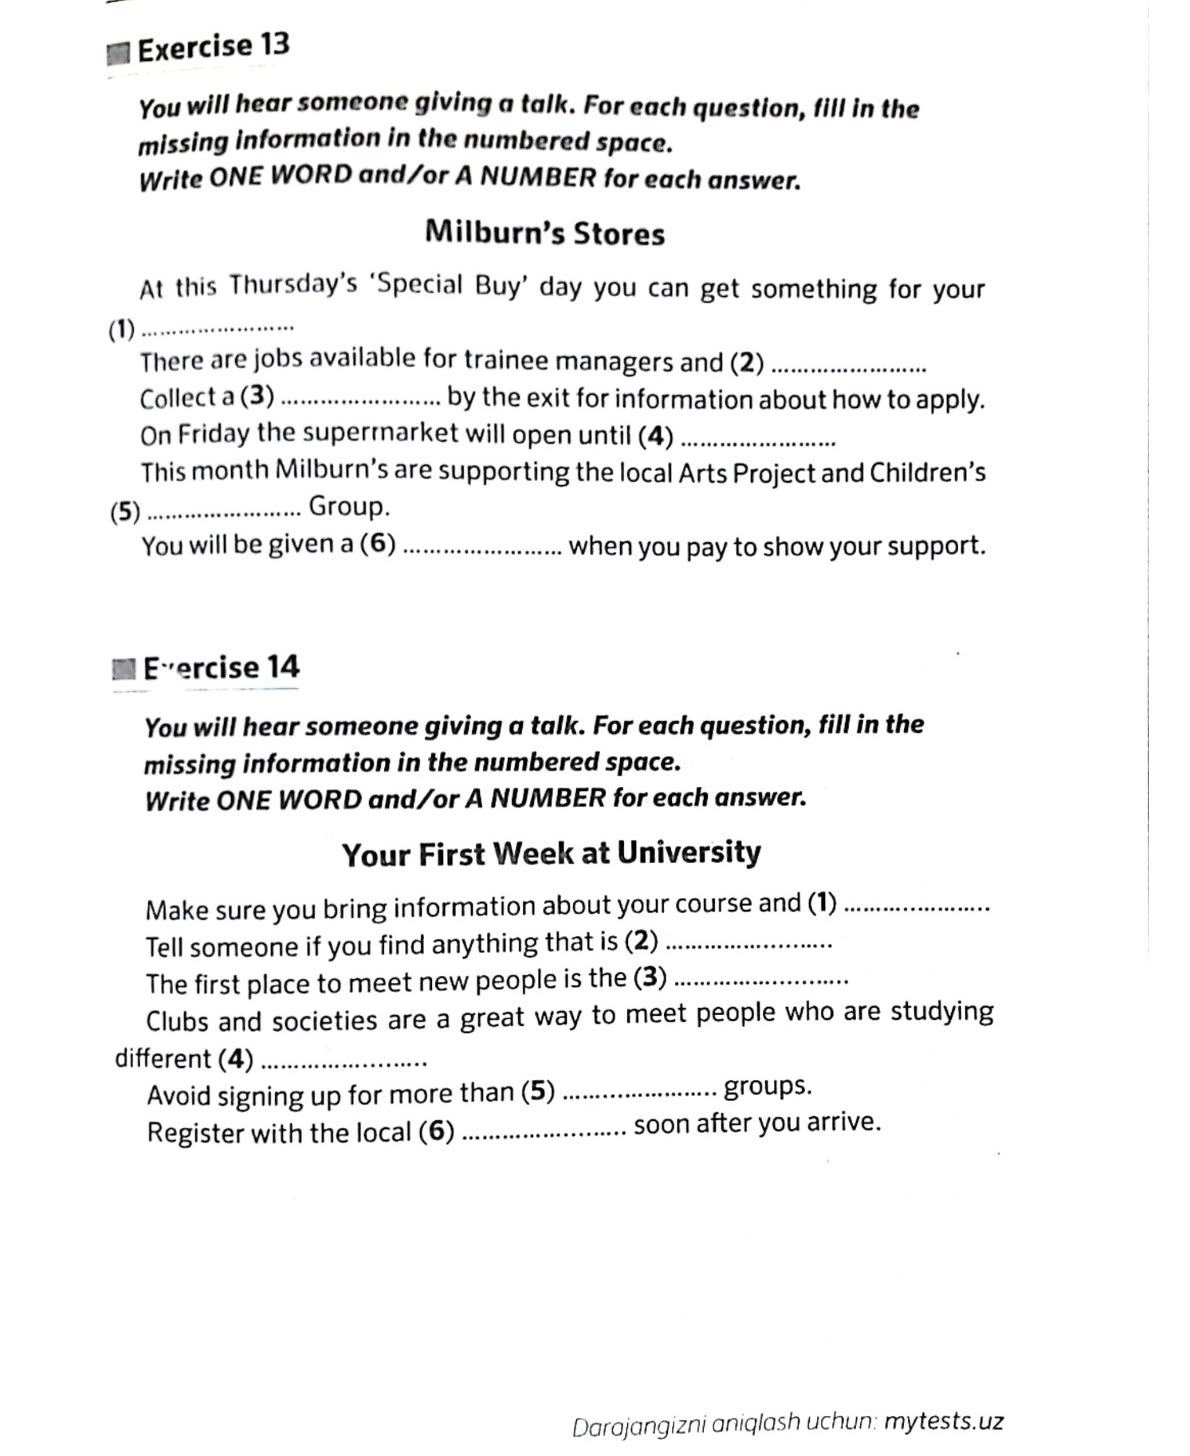 Exercise 13
You will hear someone giving a talk. For each question, fill in the
missing information in the numbered space.
Write ONE WORD and/or A NUMBER for each answer.
Milburn's Stores
At this Thursday's 'Special Buy' day you can get something for your
(1) ........................
There are jobs available for trainee managers and (2) ........................
Collect a (3) ........................ by the exit for information about how to apply.
On Friday the supermarket will open until (4) ........................
This month Milburn's are supporting the local Arts Project and Children's
(5) ........................ Group.
You will be given a (6) ........................ when you pay to show your support.
Exercise 14
You will hear someone giving a talk. For each question, fill in the
missing information in the numbered space.
Write ONE WORD and/or A NUMBER for each answer.
Your First Week at University
Make sure you bring information about your course and (1) ......................
Tell someone if you find anything that is (2) .........................
The first place to meet new people is the (3) ..........................
Clubs and societies are a great way to meet people who are studying
different (4) .........................
Avoid signing up for more than (5) ....................... groups.
Register with the local (6) ......................... soon after you arrive.
Darajangizni aniqlash uchun: mytests.uz